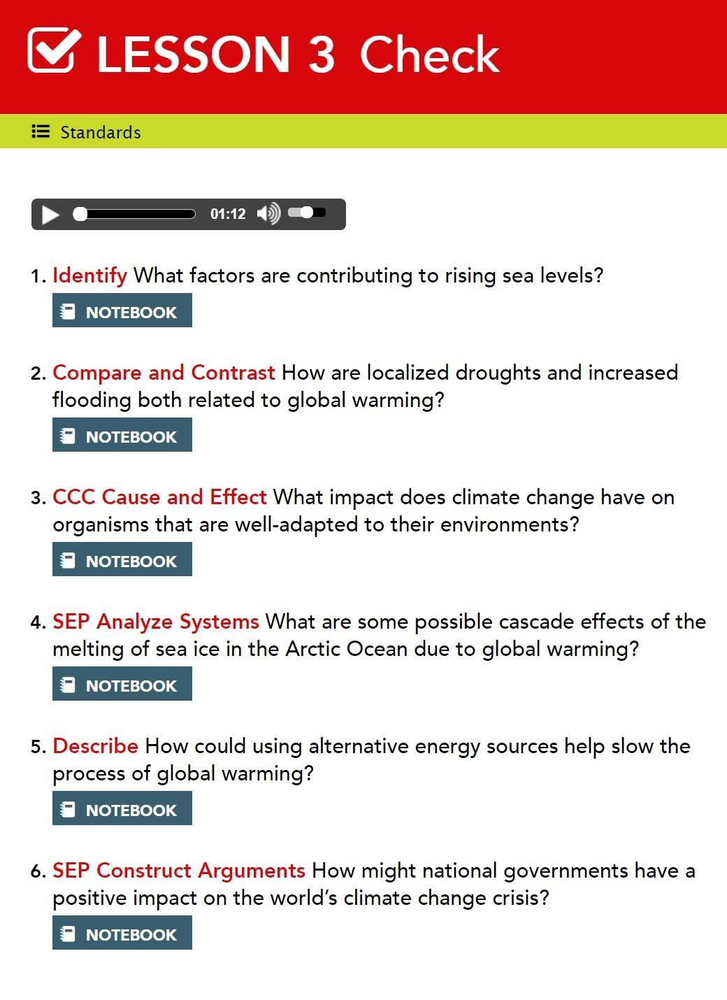 LESSON 3 Check
Standards
01:12
1. Identify What factors are contributing to rising sea levels?
NOTEBOOK
2. Compare and Contrast How are localized droughts and increased
flooding both related to global warming?
NOTEBOOK
3. CCC Cause and Effect What impact does climate change have on
organisms that are well-adapted to their environments?
NOTEBOOK
4. SEP Analyze Systems What are some possible cascade effects of the
melting of sea ice in the Arctic Ocean due to global warming?
NOTEBOOK
5. Describe How could using alternative energy sources help slow the
process of global warming?
NOTEBOOK
6. SEP Construct Arguments How might national governments have a
positive impact on the world’s climate change crisis?
NOTEBOOK